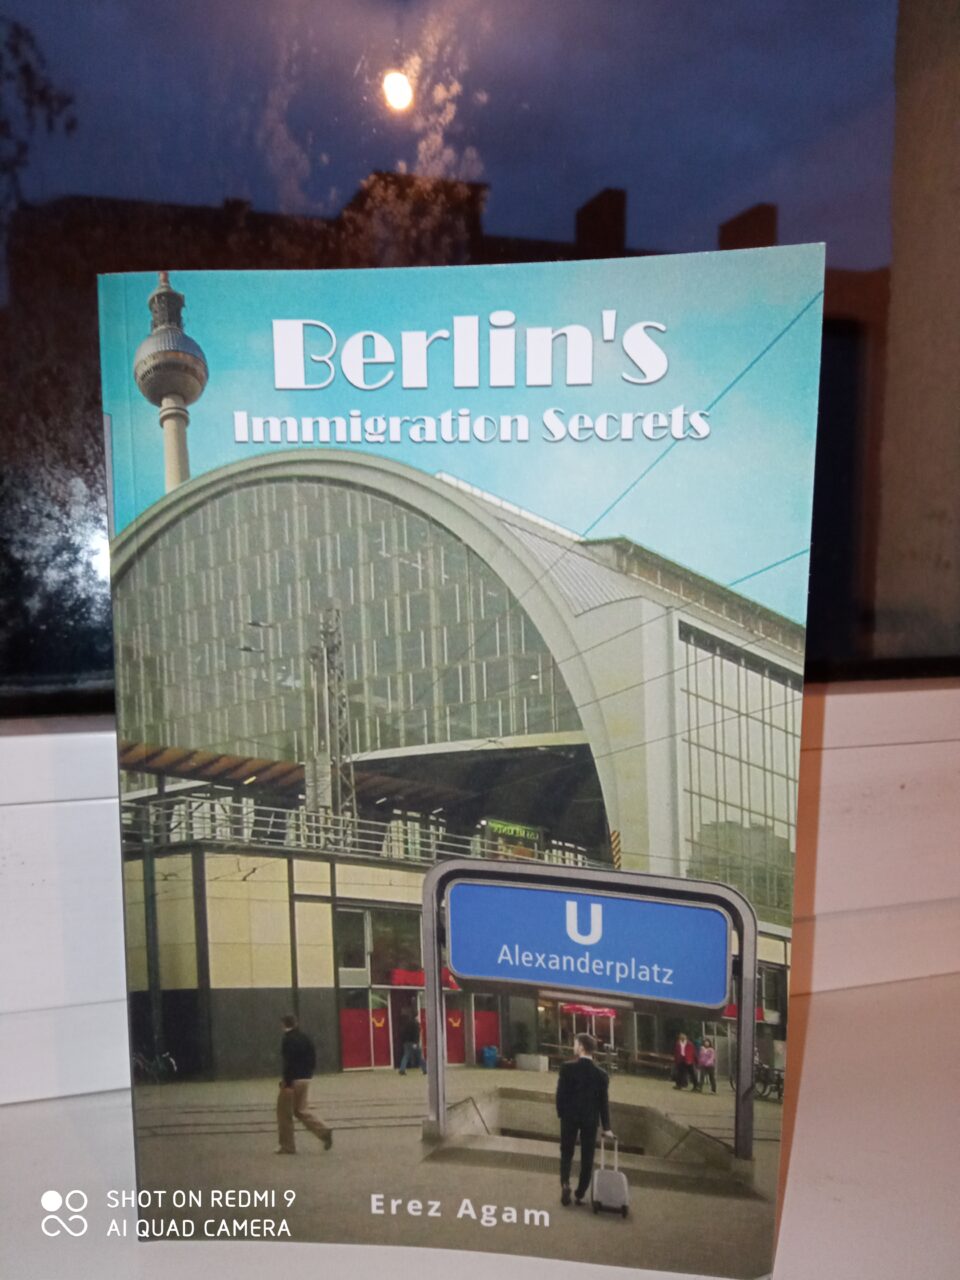 Berlin's
Immigration Secrets
U
Alexanderplatz
Erez Agam
SHOT ON REDMI 9
AI QUAD CAMERA